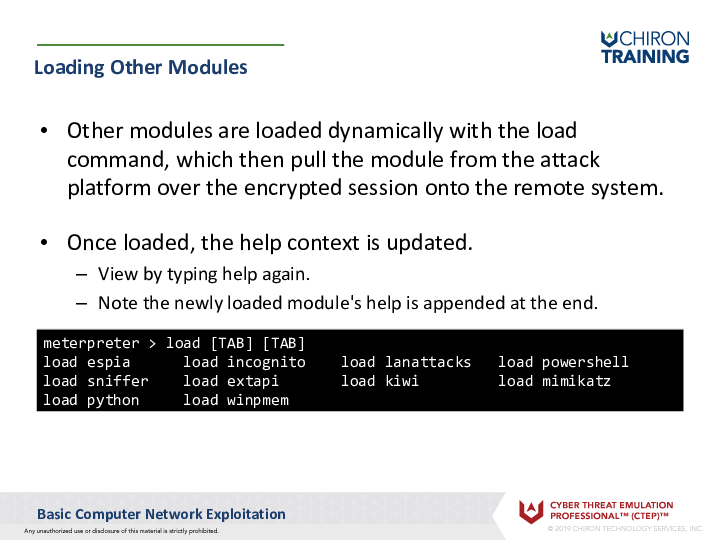 CHIRON
TRAINING
Loading Other Modules
• Other modules are loaded dynamically with the load
command, which then pull the module from the attack
platform over the encrypted session onto the remote system.
• Once loaded, the help context is updated.
– View by typing help again.
– Note the newly loaded module's help is appended at the end.
meterpreter > load [TAB] [TAB]
load espia load incognito load lanattacks load powershell
load sniffer load extapi load kiwi load mimikatz
load python load winpmem
Basic Computer Network Exploitation
CYBER THREAT EMULATION
PROFESSIONAL™ (CTEP)™
Any unauthorized use or disclosure of this material is strictly prohibited.
© 2019 CHIRON TECHNOLOGY SERVICES, INC.